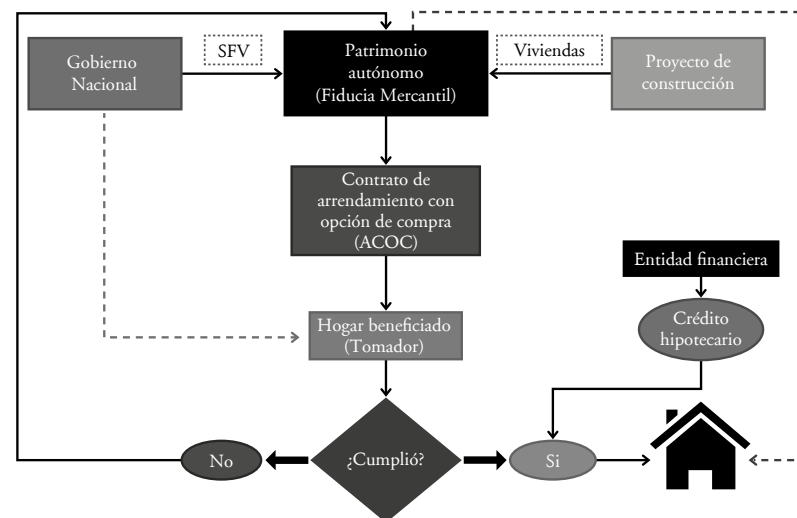 Gobierno
Nacional
SFV
Patrimonio
autónomo
(Fiducia Mercantil)
Viviendas
Proyecto de
construcción
Contrato de
arrendamiento con
opción de compra
(ACOC)
Entidad financiera
Hogar beneficiado
(Tomador)
Crédito
hipotecario
No
¿Cumplió?
Si